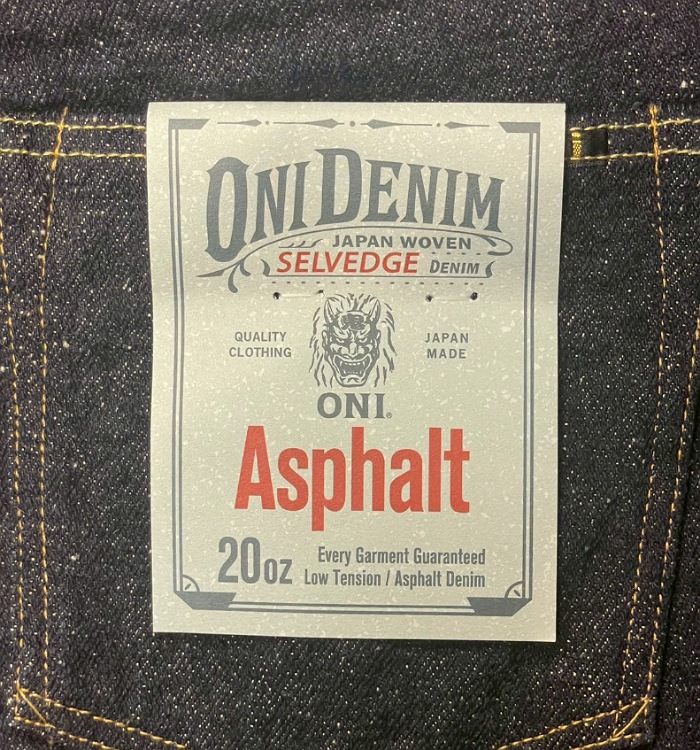 ONI DENIM
JAPAN WOVEN
SELVEDGE DENIM
QUALITY CLOTHING
JAPAN MADE
ONI®
Asphalt
20oz
Every Garment Guaranteed
Low Tension / Asphalt Denim